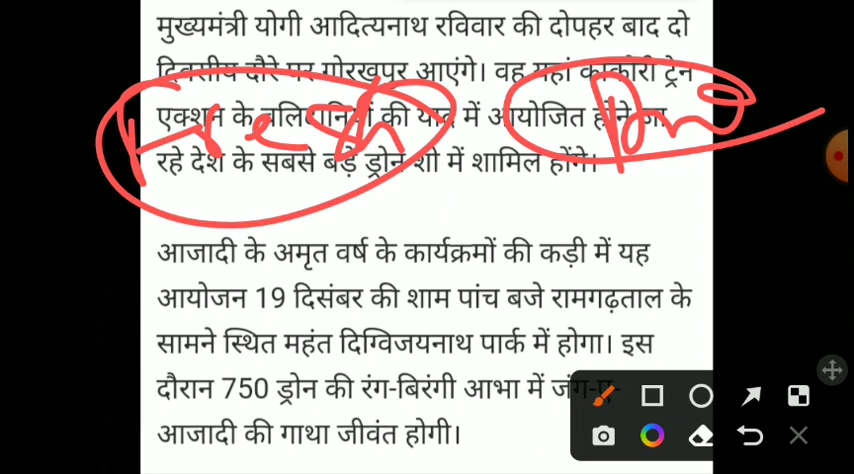 मुख्यमंत्री योगी आदित्यनाथ रविवार की दोपहर बाद दो
दिवसीय दौरे पर गोरखपुर आएंगे। वह यहां काकोरी ट्रेन
एक्शन के बलिदानियों की याद में आयोजित होने जा
रहे देश के सबसे बड़े ड्रोन शो में शामिल होंगे।
आजादी के अमृत वर्ष के कार्यक्रमों की कड़ी में यह
आयोजन 19 दिसंबर की शाम पांच बजे रामगढ़ताल के
सामने स्थित महंत दिग्विजयनाथ पार्क में होगा। इस
दौरान 750 ड्रोन की रंग-बिरंगी आभा में जंग-ए-
आजादी की गाथा जीवंत होगी।